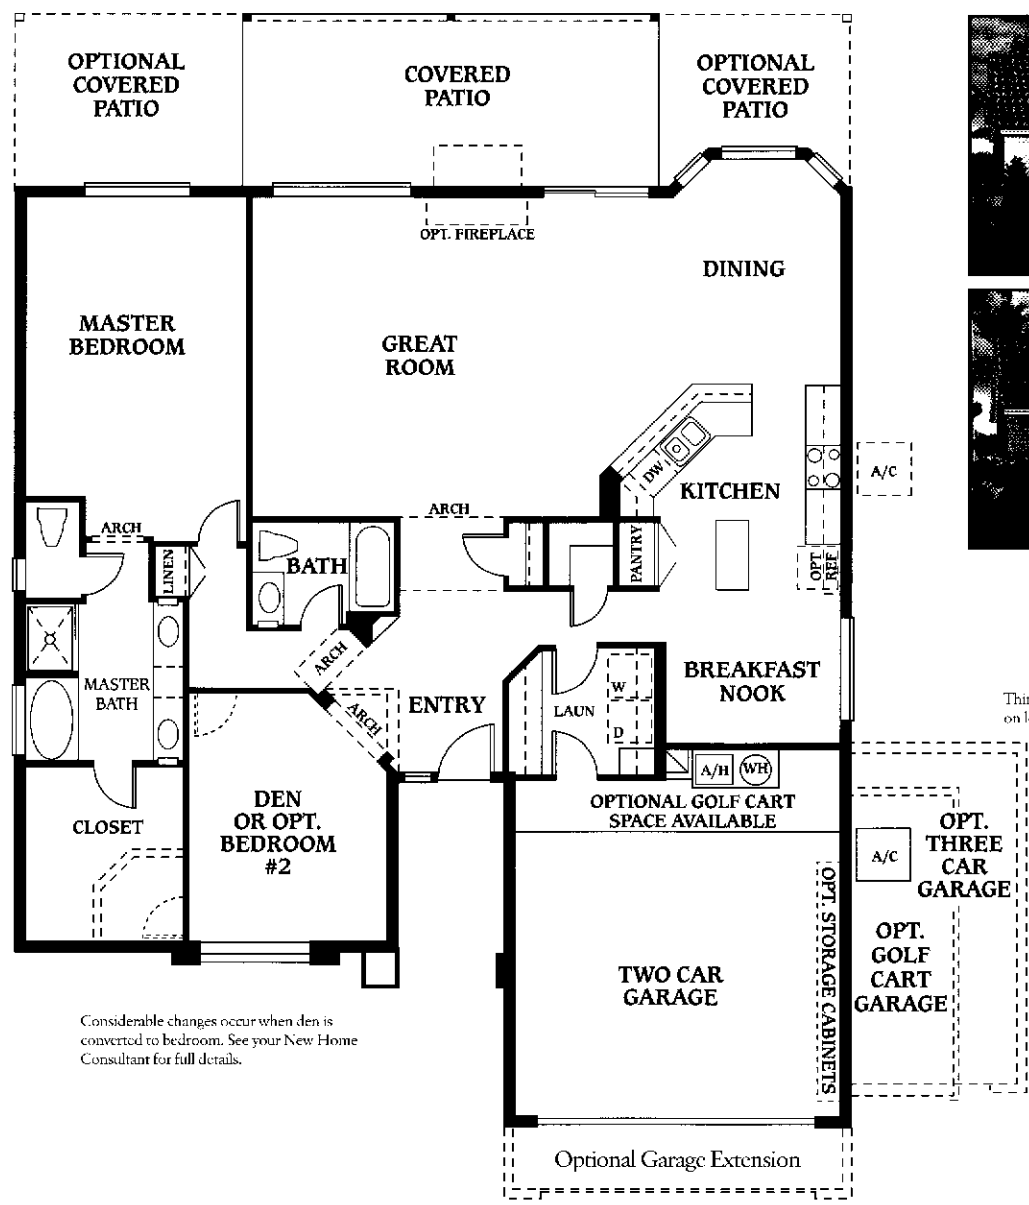 OPTIONAL
COVERED
PATIO
COVERED
PATIO
OPTIONAL
COVERED
PATIO
OPT. FIREPLACE
DINING
MASTER
BEDROOM
GREAT
ROOM
DW
KITCHEN
A/C
ARCH
ARCH
BATH
LINEN
PANTRY
OPT
REF
ARCH
MASTER
BATH
ENTRY
ARCH
LAUN
W
D
BREAKFAST
NOOK
A/H
WH
OPTIONAL GOLF CART
SPACE AVAILABLE
CLOSET
DEN
OR OPT.
BEDROOM
#2
A/C
OPT.
THREE
CAR
GARAGE
OPT.
GOLF
CART
GARAGE
TWO CAR
GARAGE
OPT. STORAGE CABINETS
Considerable changes occur when den is
converted to bedroom. See your New Home
Consultant for full details.
Optional Garage Extension